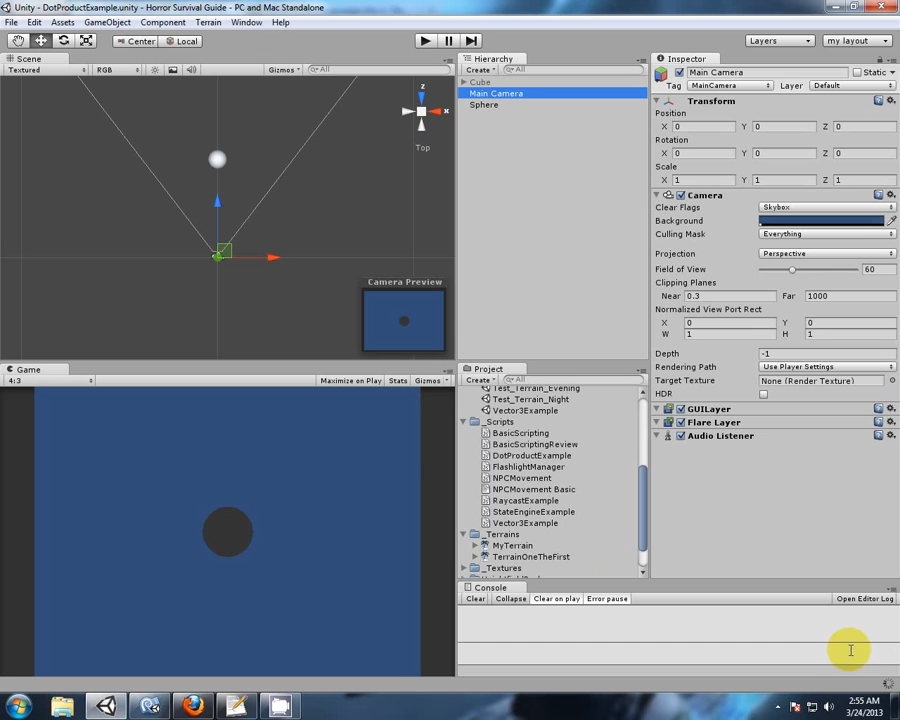 Unity - DotProductExample.unity - Horror Survival Guide - PC and Mac Standalone
File Edit Assets GameObject Component Terrain Window Help
Center Local
Layers
my layout
Scene
Textured RGB Gizmos All
z
x
Top
Camera Preview
Game
4:3 Maximize on Play Stats Gizmos
Hierarchy
Create All
Cube
Main Camera
Sphere
Project
Create All
Test_Terrain_Evening
Test_Terrain_Night
Vector3Example
_Scripts
BasicScripting
BasicScriptingReview
DotProductExample
FlashlightManager
NPCMovement
NPCMovement Basic
RaycastExample
StateEngineExample
Vector3Example
_Terrains
MyTerrain
TerrainOneTheFirst
_Textures
Console
Clear Collapse Clear on play Error pause Open Editor Log
Inspector
Main Camera Static
Tag MainCamera Layer Default
Transform
Position
X 0 Y 0 Z 0
Rotation
X 0 Y 0 Z 0
Scale
X 1 Y 1 Z 1
Camera
Clear Flags Skybox
Background
Culling Mask Everything
Projection Perspective
Field of View 60
Clipping Planes
Near 0.3 Far 1000
Normalized View Port Rect
X 0 Y 0
W 1 H 1
Depth -1
Rendering Path Use Player Settings
Target Texture None (Render Texture)
HDR
GUILayer
Flare Layer
Audio Listener
2:55 AM
3/24/2013